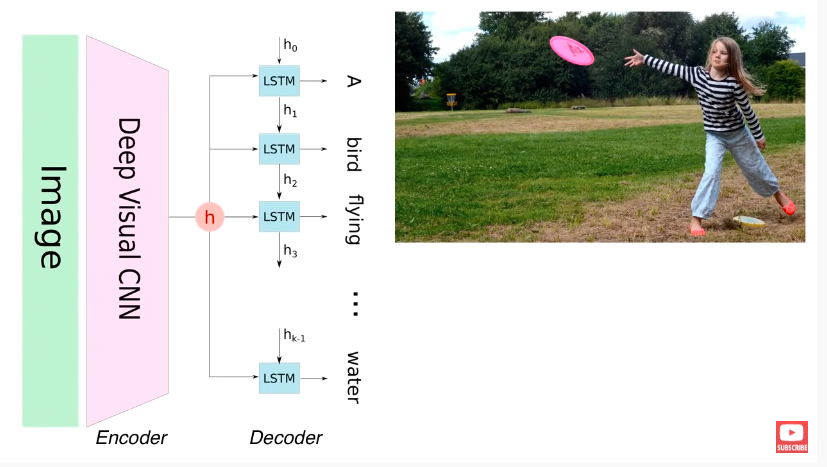 Image
Deep Visual CNN
h
h0
LSTM
A
h1
LSTM
bird
h2
LSTM
flying
h3
...
hk-1
LSTM
water
Encoder
Decoder
SUBSCRIBE